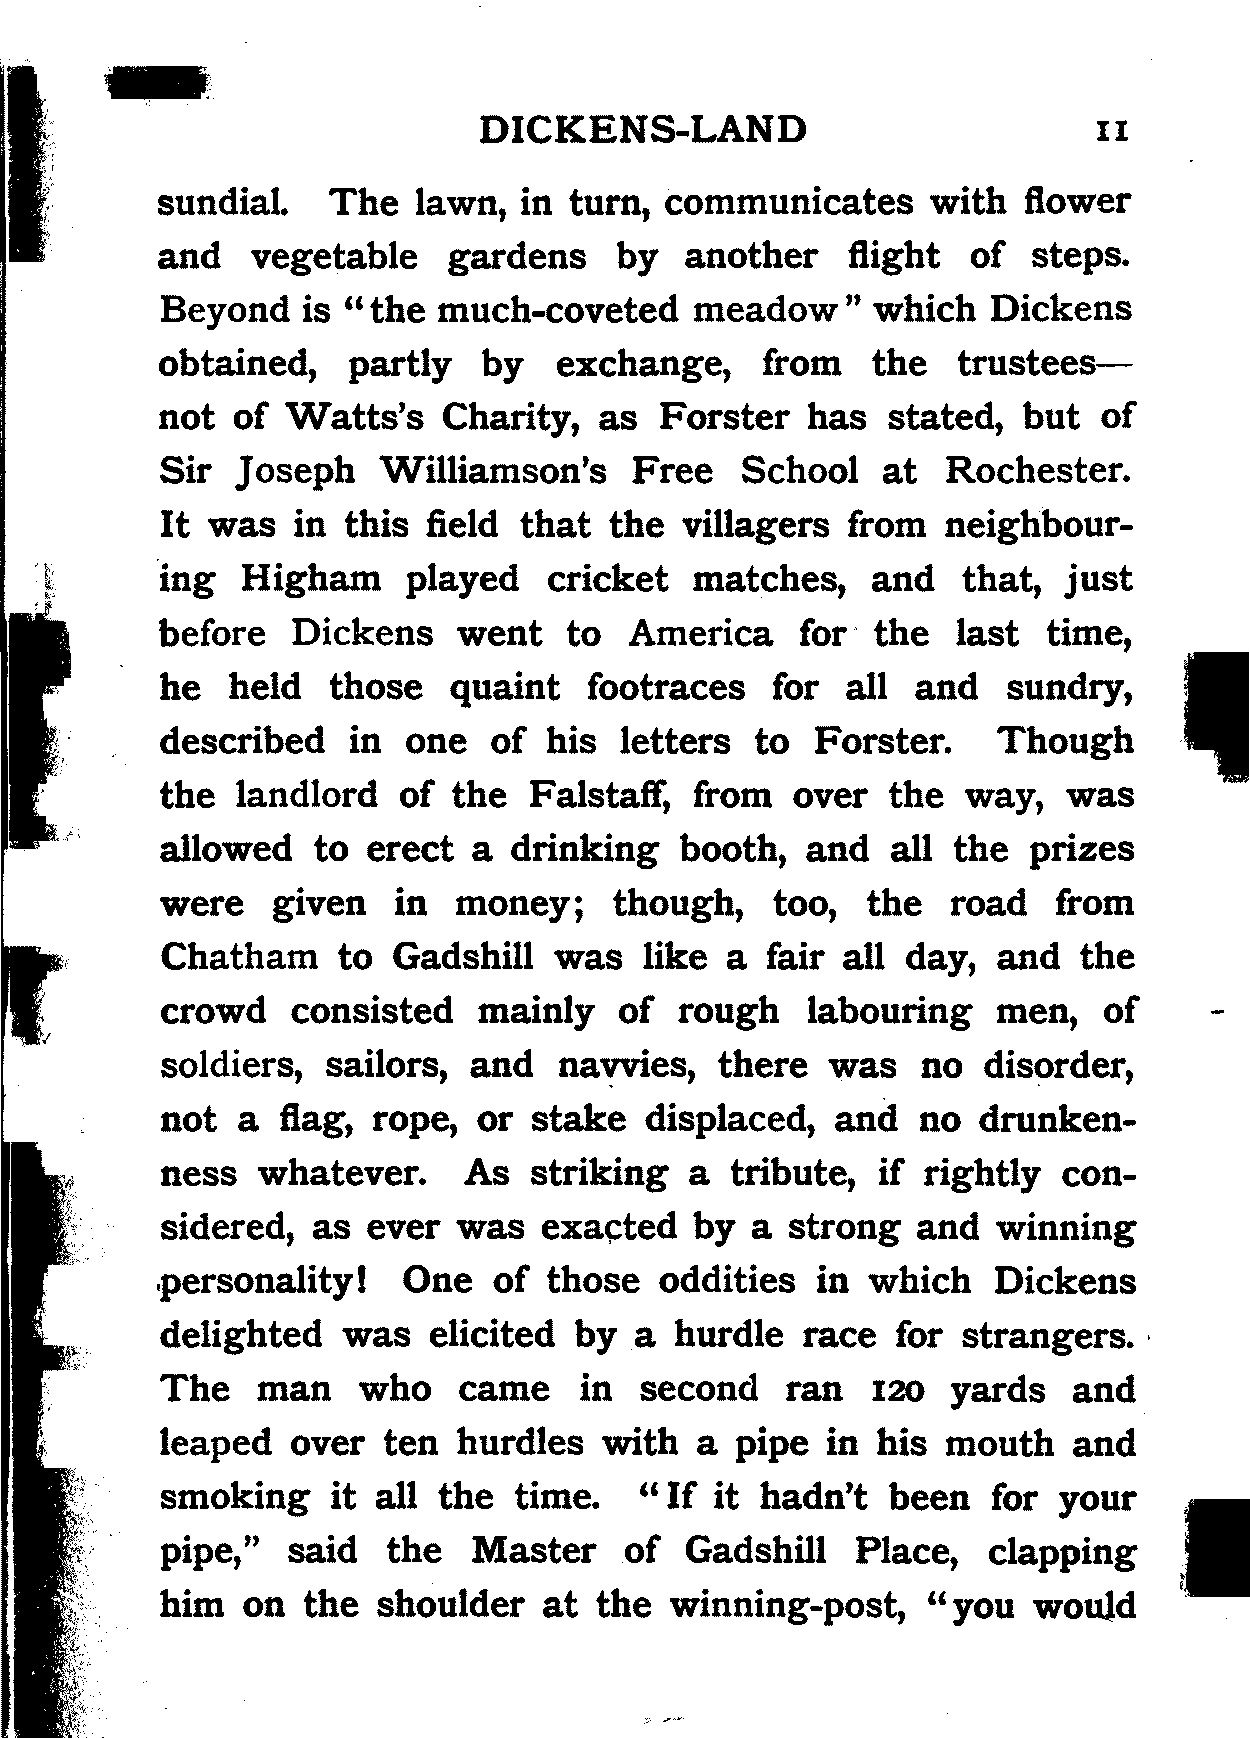 DICKENS-LAND 11
sundial. The lawn, in turn, communicates with flower
and vegetable gardens by another flight of steps.
Beyond is "the much-coveted meadow" which Dickens
obtained, partly by exchange, from the trustees—
not of Watts's Charity, as Forster has stated, but of
Sir Joseph Williamson's Free School at Rochester.
It was in this field that the villagers from neighbour-
ing Higham played cricket matches, and that, just
before Dickens went to America for the last time,
he held those quaint footraces for all and sundry,
described in one of his letters to Forster. Though
the landlord of the Falstaff, from over the way, was
allowed to erect a drinking booth, and all the prizes
were given in money; though, too, the road from
Chatham to Gadshill was like a fair all day, and the
crowd consisted mainly of rough labouring men, of
soldiers, sailors, and navvies, there was no disorder,
not a flag, rope, or stake displaced, and no drunken-
ness whatever. As striking a tribute, if rightly con-
sidered, as ever was exacted by a strong and winning
personality! One of those oddities in which Dickens
delighted was elicited by a hurdle race for strangers.
The man who came in second ran 120 yards and
leaped over ten hurdles with a pipe in his mouth and
smoking it all the time. "If it hadn't been for your
pipe," said the Master of Gadshill Place, clapping
him on the shoulder at the winning-post, "you would